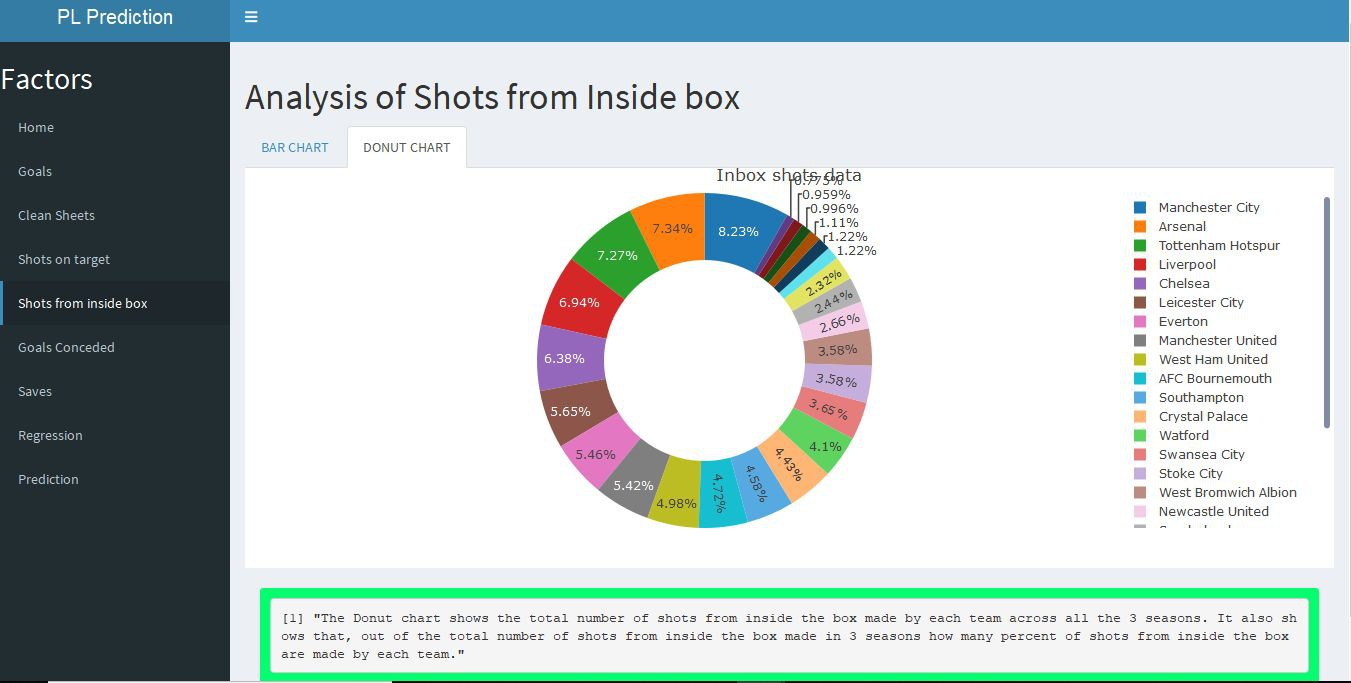 PL Prediction
Factors
Home
Goals
Clean Sheets
Shots on target
Shots from inside box
Goals Conceded
Saves
Regression
Prediction
Analysis of Shots from Inside box
BAR CHART
DONUT CHART
Inbox shots data
0.775%
0.959%
0.996%
1.11%
1.22%
1.22%
8.23%
7.34%
7.27%
6.94%
6.38%
5.65%
5.46%
5.42%
4.98%
4.72%
4.58%
4.43%
4.1%
3.65%
3.58%
3.58%
2.66%
2.44%
2.32%
Manchester City
Arsenal
Tottenham Hotspur
Liverpool
Chelsea
Leicester City
Everton
Manchester United
West Ham United
AFC Bournemouth
Southampton
Crystal Palace
Watford
Swansea City
Stoke City
West Bromwich Albion
Newcastle United
[1] "The Donut chart shows the total number of shots from inside the box made by each team across all the 3 seasons. It also sh
ows that, out of the total number of shots from inside the box made in 3 seasons how many percent of shots from inside the box
are made by each team."